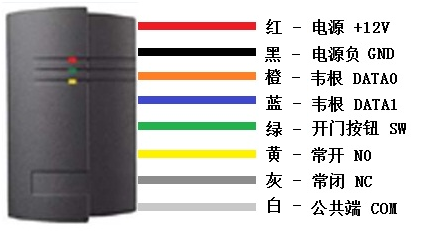 红 - 电源 +12V
黑 - 电源负 GND
橙 - 韦根 DATA0
蓝 - 韦根 DATA1
绿 - 开门按钮 SW
黄 - 常开 NO
灰 - 常闭 NC
白 - 公共端 COM